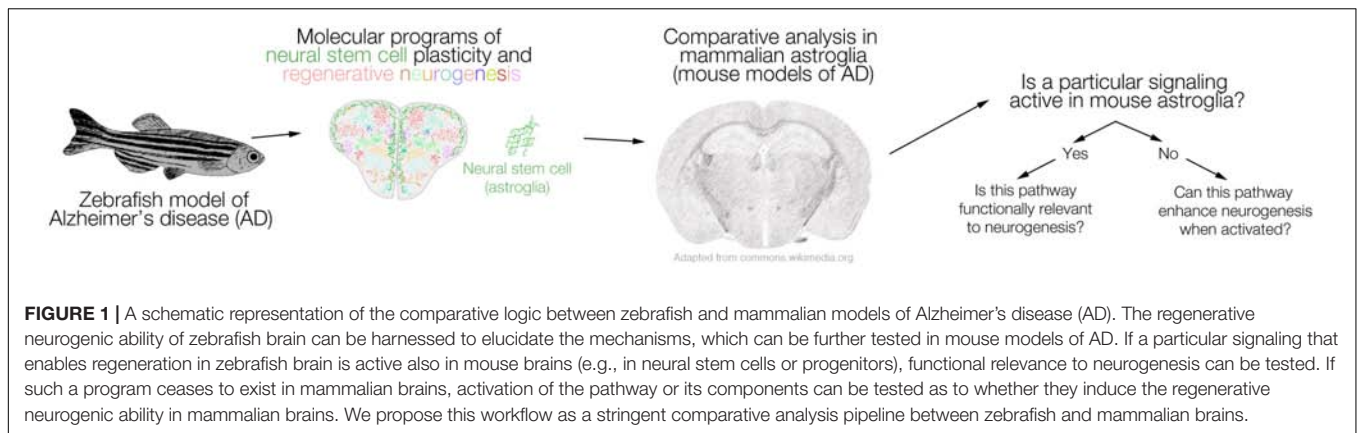 Zebrafish model of
Alzheimer's disease (AD)
Molecular programs of
neural stem cell plasticity and
regenerative neurogenesis
Neural stem cell
(astroglia)
Comparative analysis in
mammalian astroglia
(mouse models of AD)
Adapted from commons.wikimedia.org
Is a particular signaling
active in mouse astroglia?
Yes
No
Is this pathway
functionally relevant
to neurogenesis?
Can this pathway
enhance neurogenesis
when activated?
FIGURE 1 | A schematic representation of the comparative logic between zebrafish and mammalian models of Alzheimer's disease (AD). The regenerative
neurogenic ability of zebrafish brain can be harnessed to elucidate the mechanisms, which can be further tested in mouse models of AD. If a particular signaling that
enables regeneration in zebrafish brain is active also in mouse brains (e.g., in neural stem cells or progenitors), functional relevance to neurogenesis can be tested. If
such a program ceases to exist in mammalian brains, activation of the pathway or its components can be tested as to whether they induce the regenerative
neurogenic ability in mammalian brains. We propose this workflow as a stringent comparative analysis pipeline between zebrafish and mammalian brains.